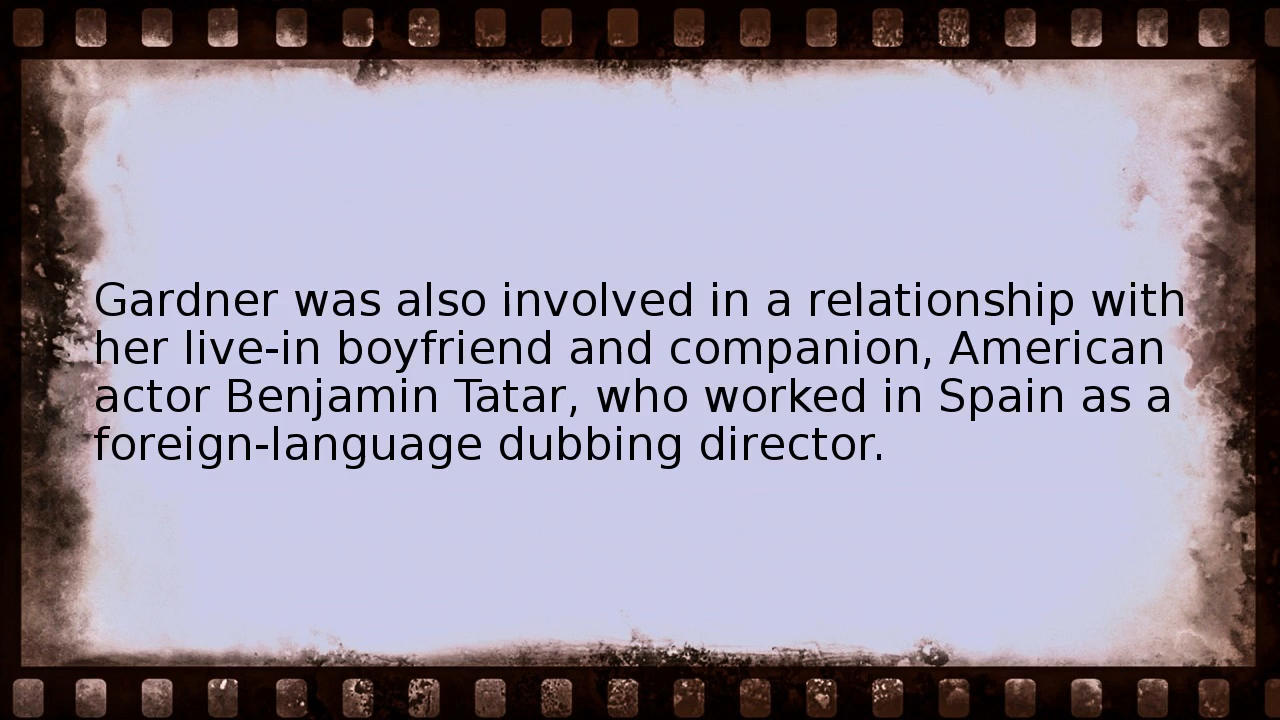 Gardner was also involved in a relationship with
her live-in boyfriend and companion, American
actor Benjamin Tatar, who worked in Spain as a
foreign-language dubbing director.